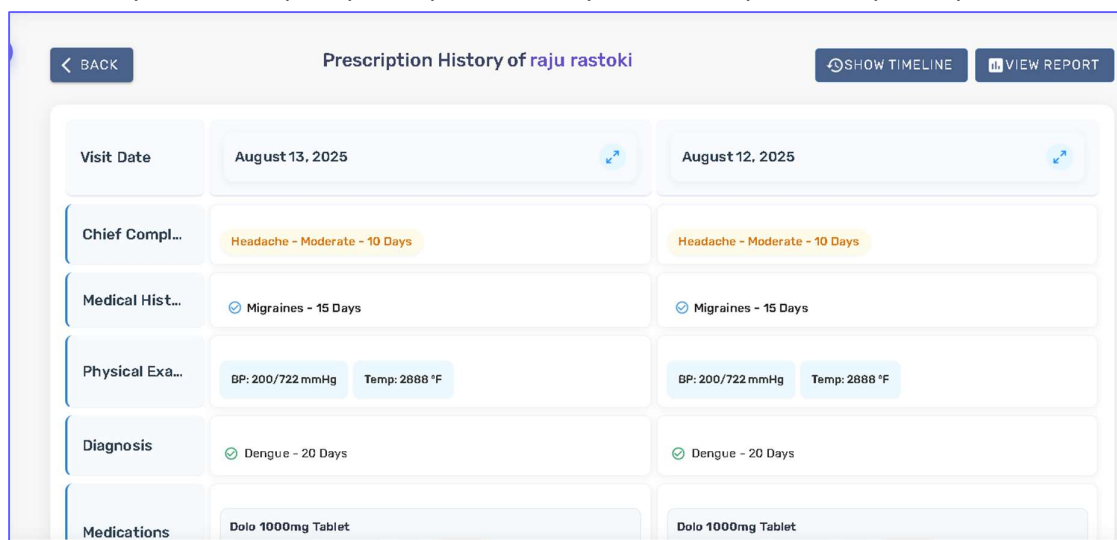 BACK
Prescription History of raju rastoki
SHOW TIMELINE
VIEW REPORT
Visit Date
August 13, 2025
August 12, 2025
Chief Compl...
Headache - Moderate - 10 Days
Headache - Moderate - 10 Days
Medical Hist...
Migraines - 15 Days
Migraines - 15 Days
Physical Exa...
BP: 200/722 mmHg
Temp: 2888 °F
BP: 200/722 mmHg
Temp: 2888 °F
Diagnosis
Dengue - 20 Days
Dengue - 20 Days
Medications
Dolo 1000mg Tablet
Dolo 1000mg Tablet